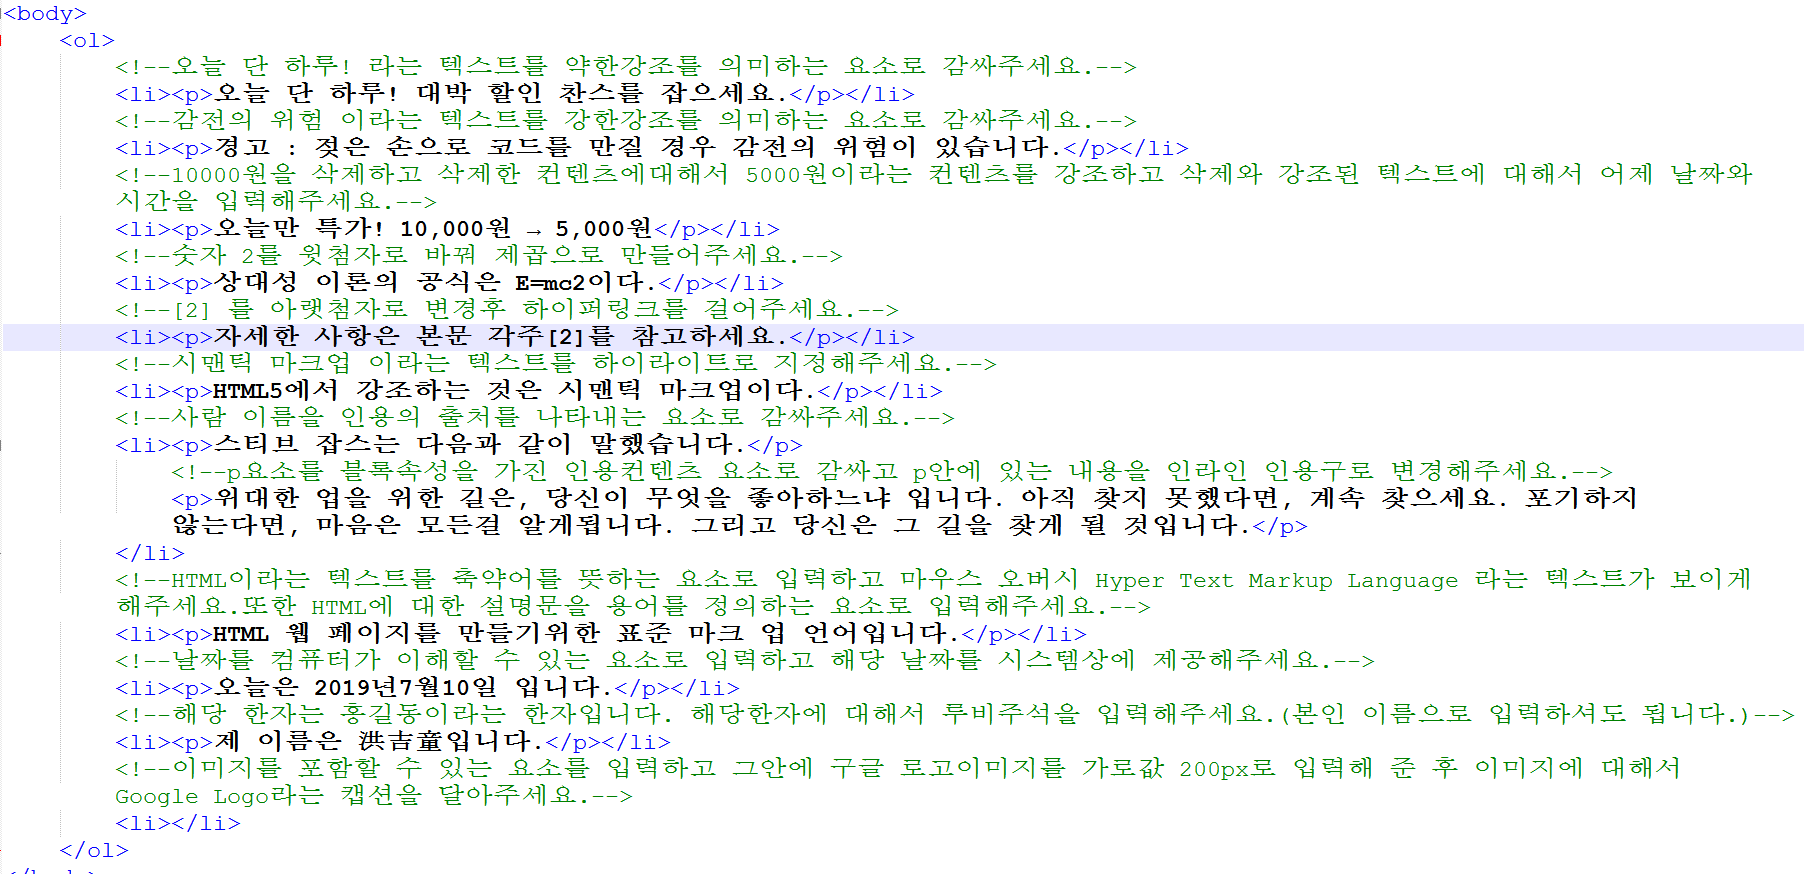 <body>
<ol>
<!--오늘 단 하루! 라는 텍스트를 약한강조를 의미하는 요소로 감싸주세요.-->
<li><p>오늘 단 하루! 대박 할인 찬스를 잡으세요.</p></li>
<!--감전의 위험 이라는 텍스트를 강한강조를 의미하는 요소로 감싸주세요.-->
<li><p>경고 : 젖은 손으로 코드를 만질 경우 감전의 위험이 있습니다.</p></li>
<!--10000원을 삭제하고 삭제한 컨텐츠에대해서 5000원이라는 컨텐츠를 강조하고 삭제와 강조된 텍스트에 대해서 어제 날짜와
시간을 입력해주세요.-->
<li><p>오늘만 특가! 10,000원 → 5,000원</p></li>
<!--숫자 2를 윗첨자로 바꿔 제곱으로 만들어주세요.-->
<li><p>상대성 이론의 공식은 E=mc2이다.</p></li>
<!--[2] 를 아랫첨자로 변경후 하이퍼링크를 걸어주세요.-->
<li><p>자세한 사항은 본문 각주[2]를 참고하세요.</p></li>
<!--시맨틱 마크업 이라는 텍스트를 하이라이트로 지정해주세요.-->
<li><p>HTML5에서 강조하는 것은 시맨틱 마크업이다.</p></li>
<!--사람 이름을 인용의 출처를 나타내는 요소로 감싸주세요.-->
<li><p>스티브 잡스는 다음과 같이 말했습니다.</p>
<!--p요소를 블록속성을 가진 인용컨텐츠 요소로 감싸고 p안에 있는 내용을 인라인 인용구로 변경해주세요.-->
<p>위대한 업을 위한 길은, 당신이 무엇을 좋아하느냐 입니다. 아직 찾지 못했다면, 계속 찾으세요. 포기하지
않는다면, 마음은 모든걸 알게됩니다. 그리고 당신은 그 길을 찾게 될 것입니다.</p>
</li>
<!--HTML이라는 텍스트를 축약어를 뜻하는 요소로 입력하고 마우스 오버시 Hyper Text Markup Language 라는 텍스트가 보이게
해주세요.또한 HTML에 대한 설명문을 용어를 정의하는 요소로 입력해주세요.-->
<li><p>HTML 웹 페이지를 만들기위한 표준 마크 업 언어입니다.</p></li>
<!--날짜를 컴퓨터가 이해할 수 있는 요소로 입력하고 해당 날짜를 시스템상에 제공해주세요.-->
<li><p>오늘은 2019년7월10일 입니다.</p></li>
<!--해당 한자는 홍길동이라는 한자입니다. 해당한자에 대해서 루비주석을 입력해주세요.(본인 이름으로 입력하셔도 됩니다.)-->
<li><p>제 이름은 洪吉童입니다.</p></li>
<!--이미지를 포함할 수 있는 요소를 입력하고 그안에 구글 로고이미지를 가로값 200px로 입력해 준 후 이미지에 대해서
Google Logo라는 캡션을 달아주세요.-->
<li></li>
</ol>